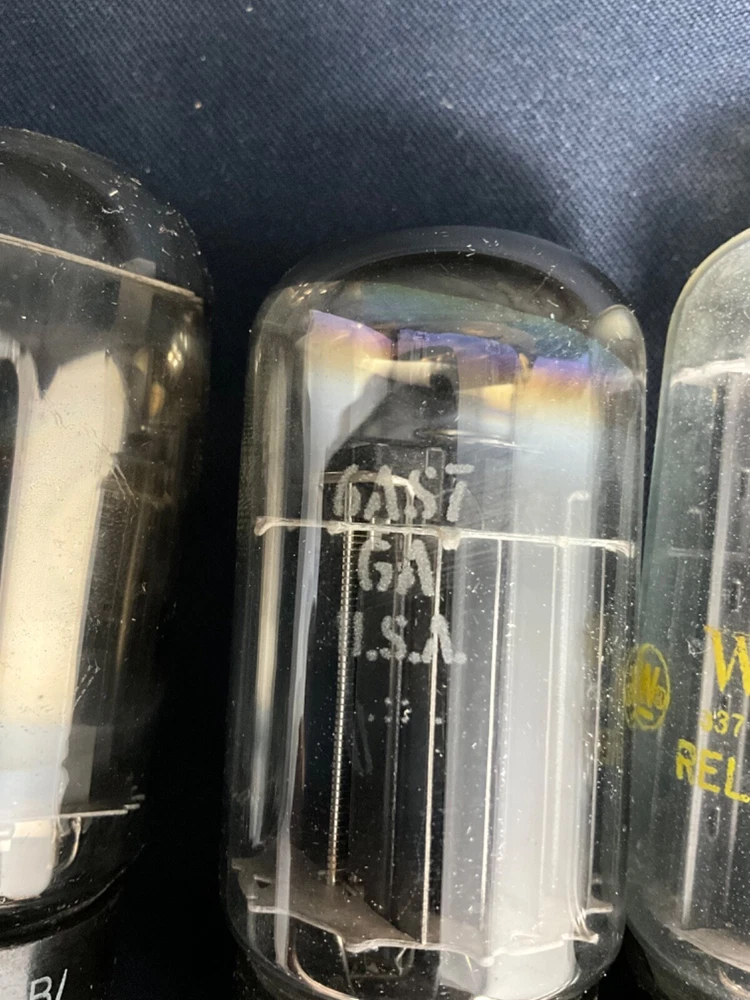 6AS7
GA
U.S.A.
W
337
REL
B/